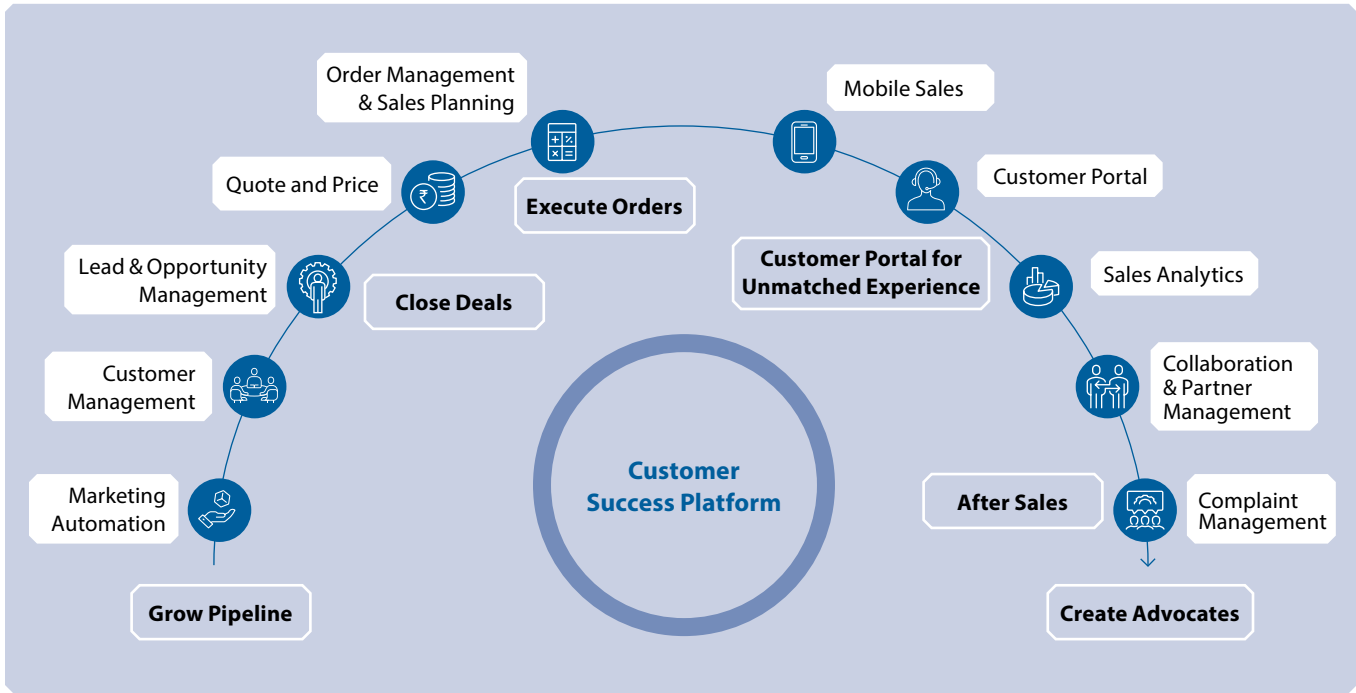 Order Management
& Sales Planning
Mobile Sales
Quote and Price
₹
Execute Orders
Customer Portal
Lead & Opportunity
Management
Close Deals
Customer Portal for
Unmatched Experience
Sales Analytics
Customer
Management
Collaboration
& Partner
Management
Customer
Success Platform
Marketing
Automation
After Sales
Complaint
Management
Grow Pipeline
Create Advocates